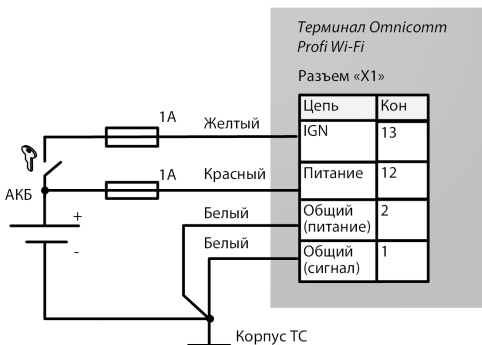 Терминал Omnicomm
Profi Wi-Fi
Разъем «X1»
Цепь Кон
1А
Желтый
IGN 13
1А
Красный
Питание 12
АКБ
+
-
Белый
Общий 2
(питание)
Белый
Общий 1
(сигнал)
Корпус ТС